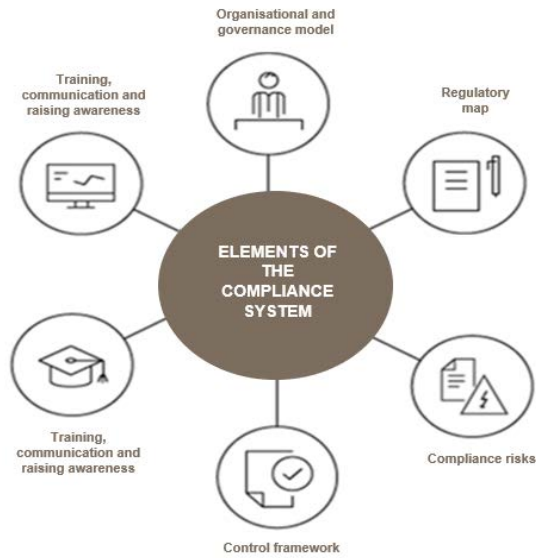 Organisational and
governance model
Training,
communication and
raising awareness
Regulatory
map
ELEMENTS OF
THE
COMPLIANCE
SYSTEM
Training,
communication and
raising awareness
Compliance risks
Control framework